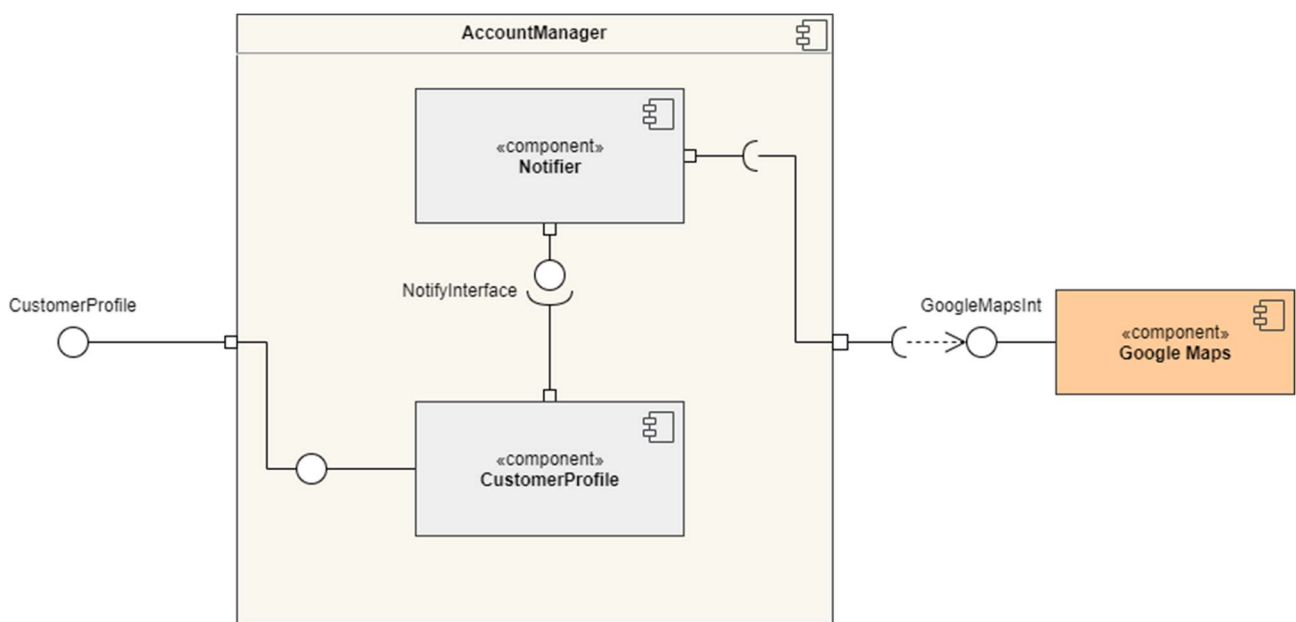 AccountManager
«component»
Notifier
NotifyInterface
CustomerProfile
GoogleMapsInt
«component»
Google Maps
«component»
CustomerProfile